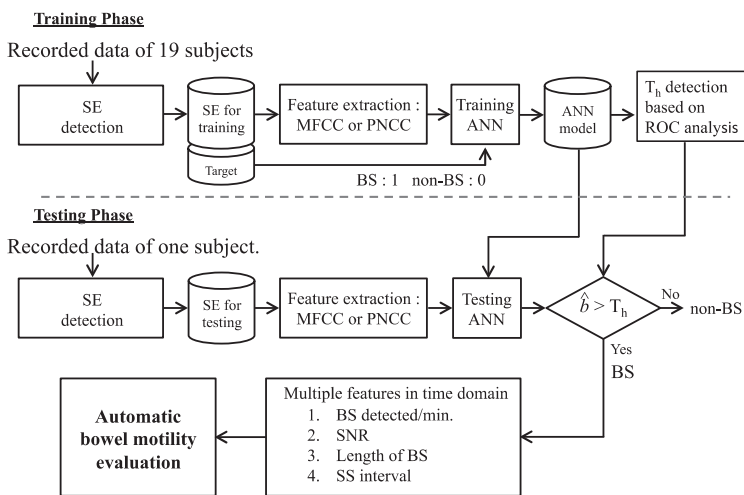 Training Phase
Recorded data of 19 subjects
SE
detection
SE for
training
Target
Feature extraction :
MFCC or PNCC
Training
ANN
ANN
model
Th detection
based on
ROC analysis
BS : 1 non-BS : 0
Testing Phase
Recorded data of one subject.
SE
detection
SE for
testing
Feature extraction :
MFCC or PNCC
Testing
ANN
b̂ > Th
No
non-BS
Yes
BS
Multiple features in time domain
1. BS detected/min.
2. SNR
3. Length of BS
4. SS interval
Automatic
bowel motility
evaluation